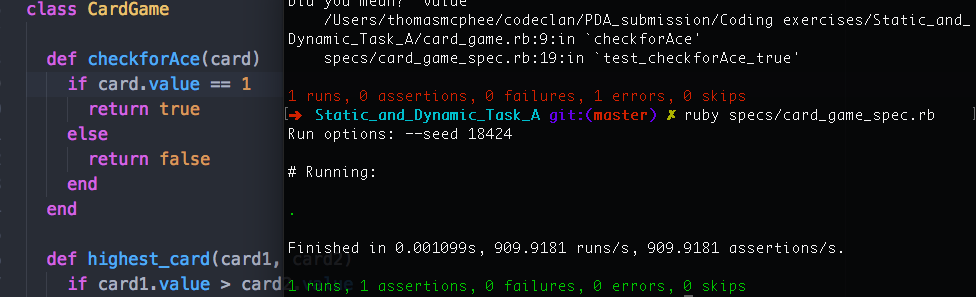 class CardGame
def checkforAce(card)
if card.value == 1
return true
else
return false
end
end
def highest_card(card1, card2)
if card1.value > card2.value
Did you mean? value
/Users/thomasmcphee/codeclan/PDA_submission/Coding exercises/Static_and_
Dynamic_Task_A/card_game.rb:9:in `checkforAce'
specs/card_game_spec.rb:19:in `test_checkforAce_true'
1 runs, 0 assertions, 0 failures, 1 errors, 0 skips
[➜ Static_and_Dynamic_Task_A git:(master) ✗ ruby specs/card_game_spec.rb ]
Run options: --seed 18424
# Running:
.
Finished in 0.001099s, 909.9181 runs/s, 909.9181 assertions/s.
1 runs, 1 assertions, 0 failures, 0 errors, 0 skips